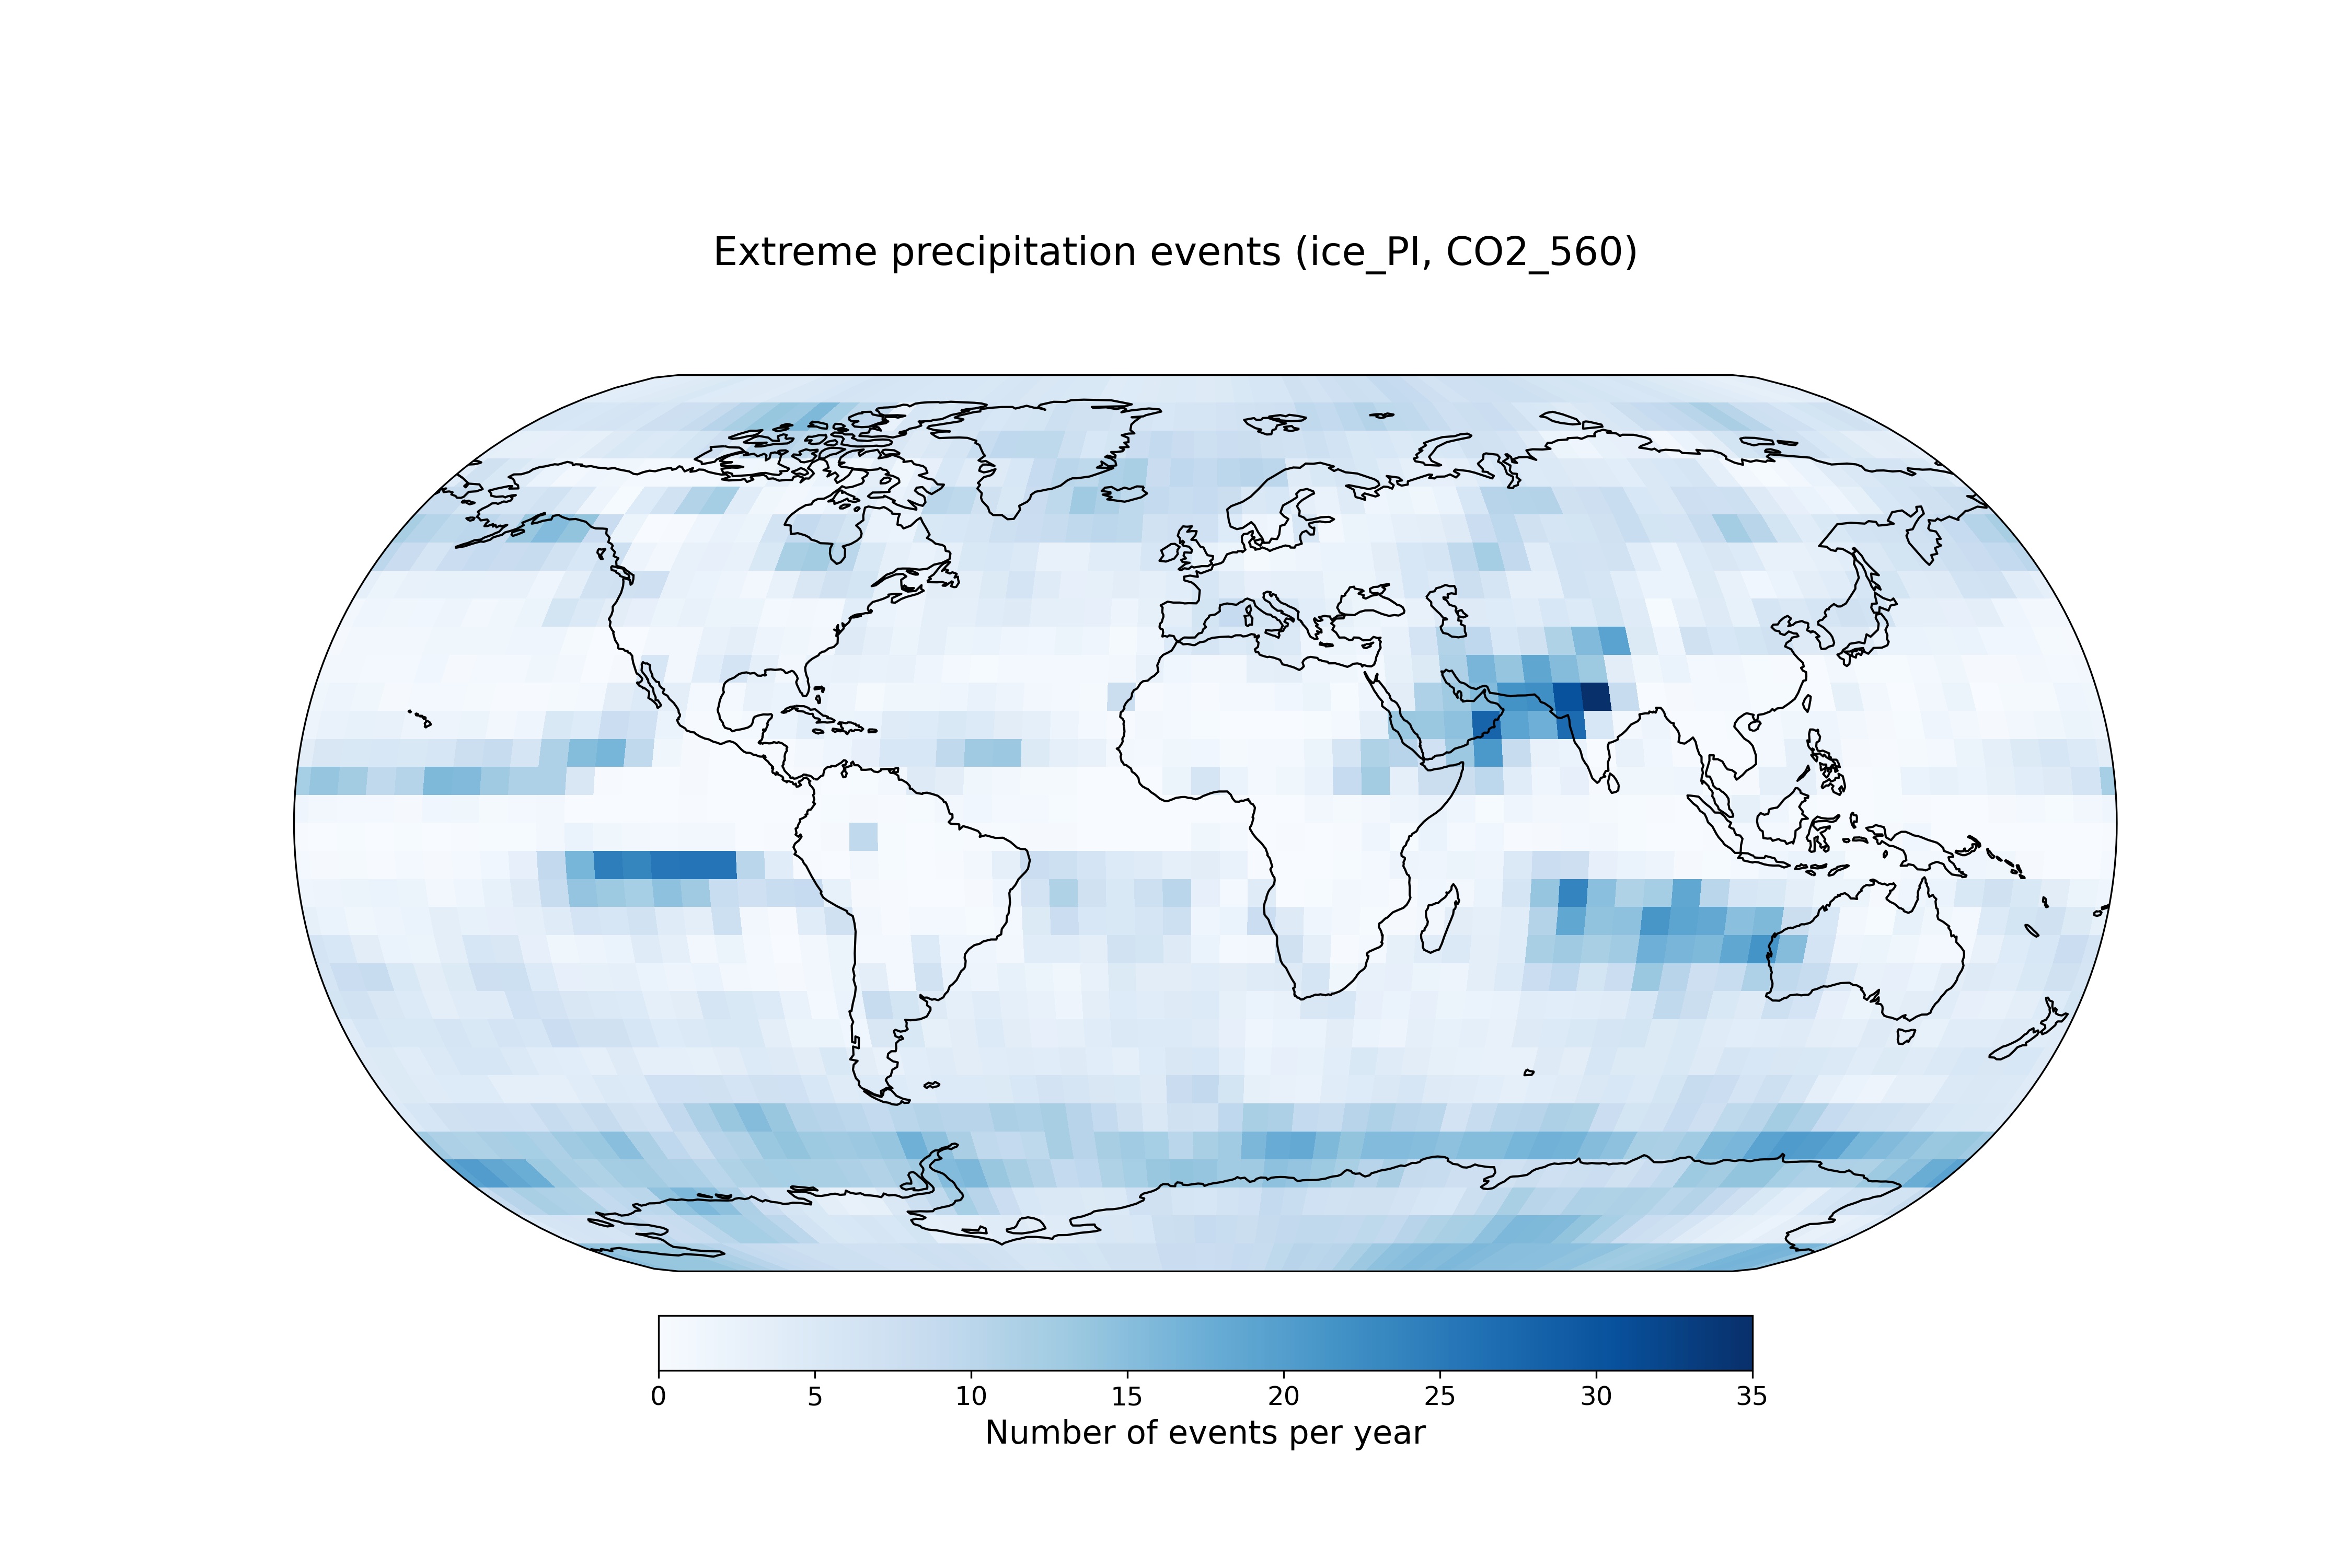 Extreme precipitation events (ice_PI, CO2_560)
0 5 10 15 20 25 30 35
Number of events per year